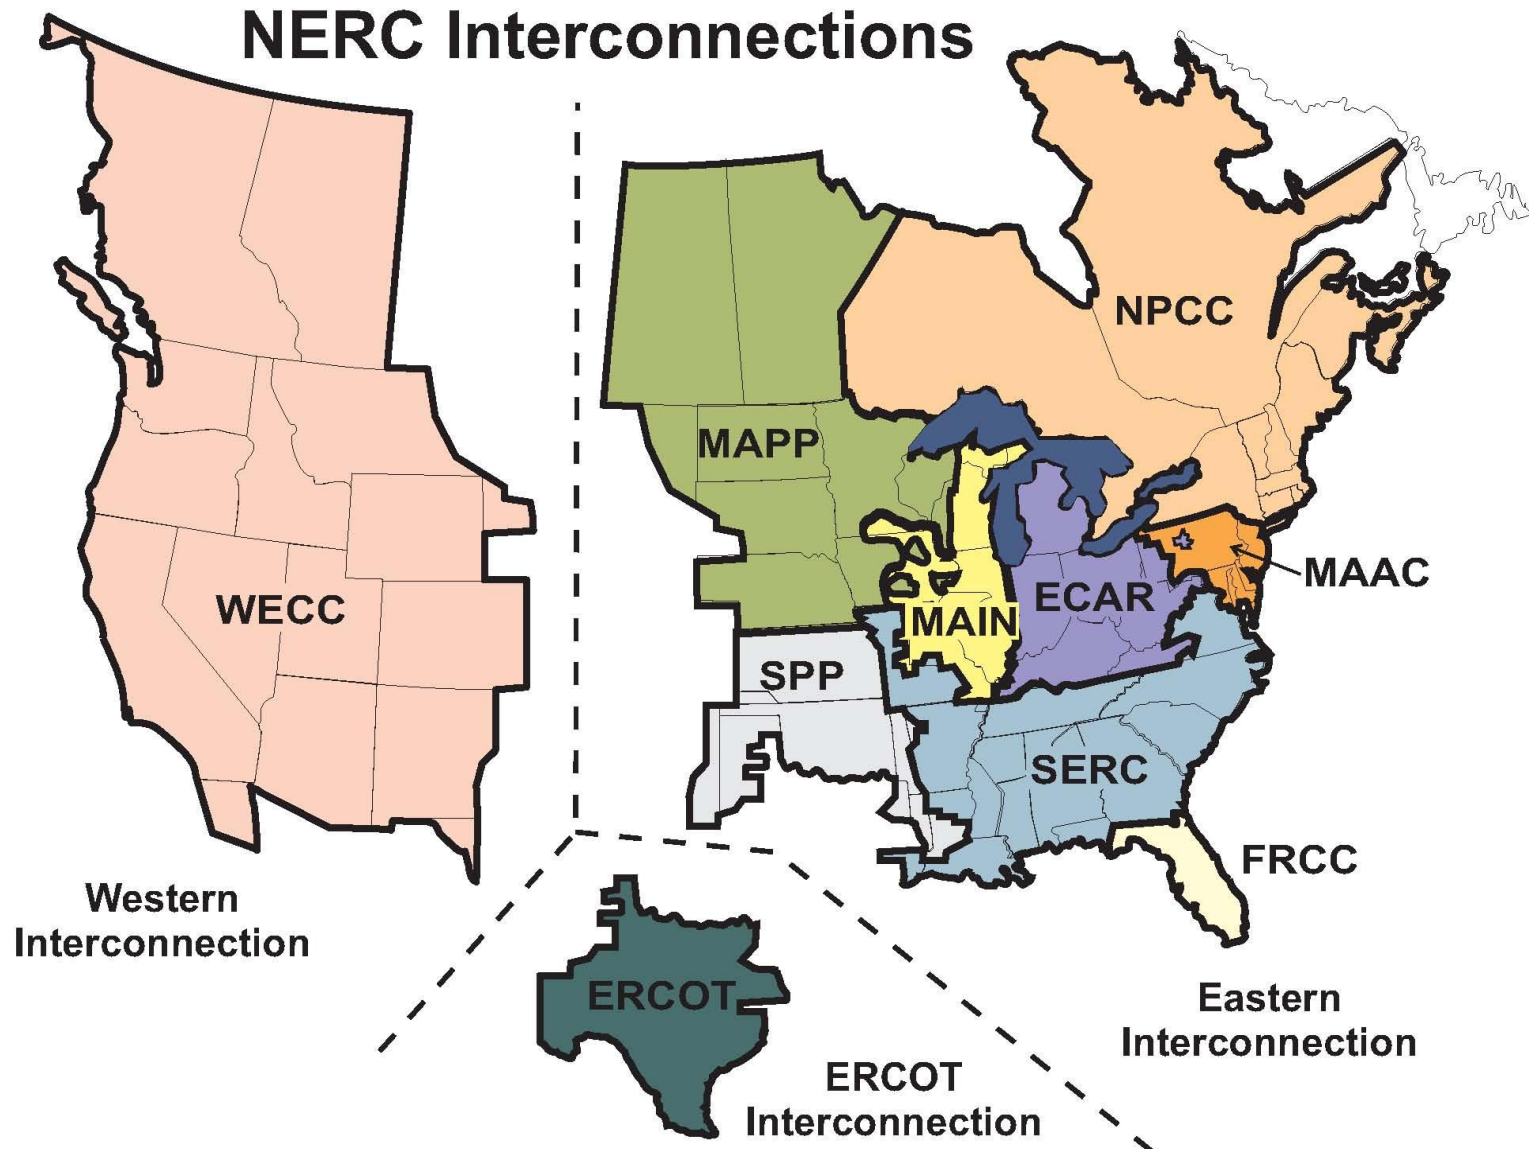 NERC Interconnections
NPCC
MAPP
MAAC
WECC
ECAR
MAIN
SPP
SERC
FRCC
Western
Interconnection
ERCOT
Eastern
Interconnection
ERCOT
Interconnection